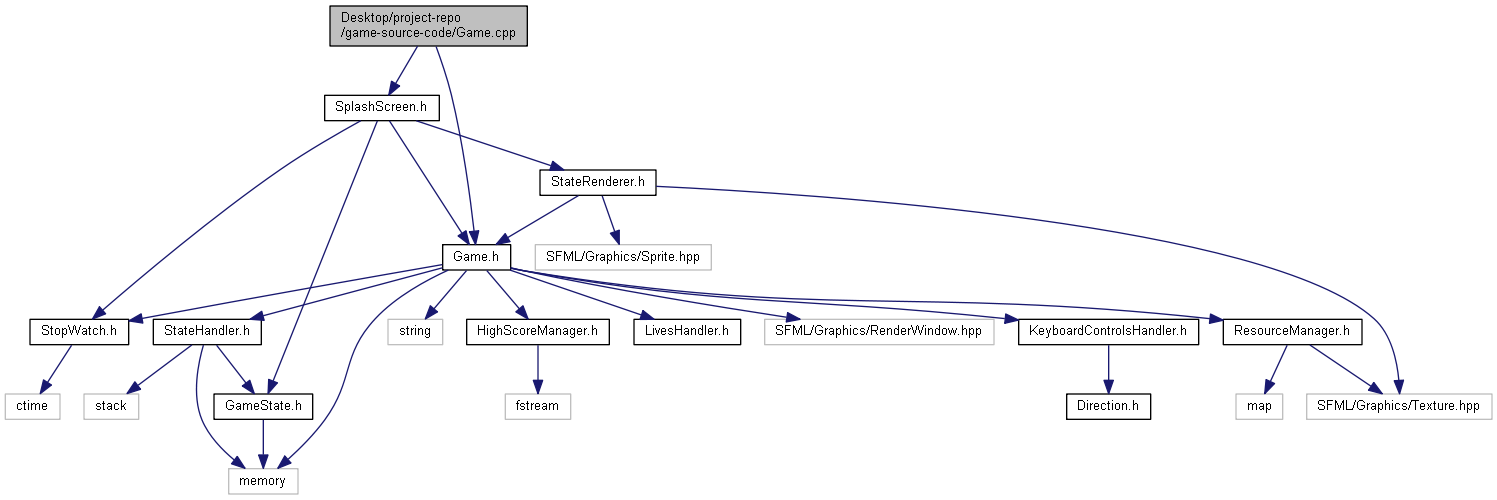 Desktop/project-repo
/game-source-code/Game.cpp
SplashScreen.h
StateRenderer.h
Game.h
SFML/Graphics/Sprite.hpp
StopWatch.h
StateHandler.h
string
HighScoreManager.h
LivesHandler.h
SFML/Graphics/RenderWindow.hpp
KeyboardControlsHandler.h
ResourceManager.h
ctime
stack
GameState.h
fstream
Direction.h
map
SFML/Graphics/Texture.hpp
memory